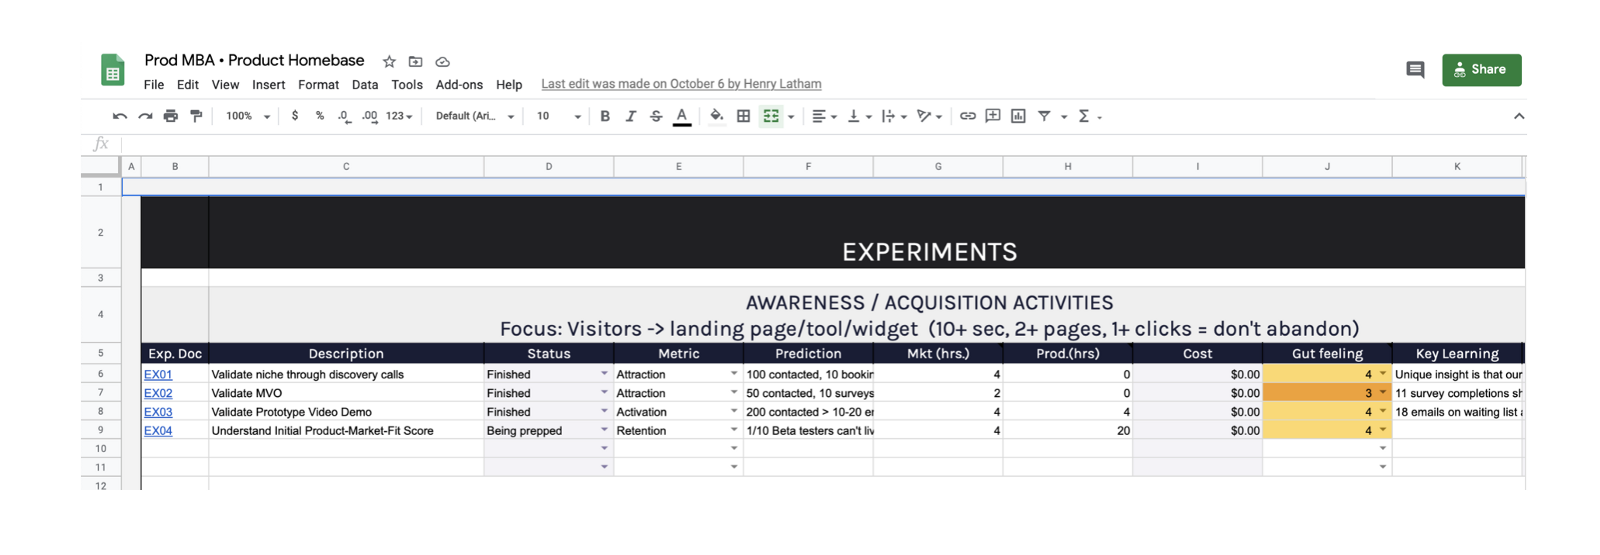 Prod MBA • Product Homebase
File Edit View Insert Format Data Tools Add-ons Help Last edit was made on October 6 by Henry Latham
Share
100% $ % .0 .00 123 Default (Ari... 10 B I S A
fx
A B C D E F G H I J K
1
2 EXPERIMENTS
3
4 AWARENESS / ACQUISITION ACTIVITIES
Focus: Visitors -> landing page/tool/widget (10+ sec, 2+ pages, 1+ clicks = don't abandon)
5 Exp. Doc Description Status Metric Prediction Mkt (hrs.) Prod.(hrs) Cost Gut feeling Key Learning
6 EX01 Validate niche through discovery calls Finished Attraction 100 contacted, 10 bookin 4 0 $0.00 4 Unique insight is that our
7 EX02 Validate MVO Finished Attraction 50 contacted, 10 surveys 2 0 $0.00 3 11 survey completions sh
8 EX03 Validate Prototype Video Demo Finished Activation 200 contacted > 10-20 er 4 4 $0.00 4 18 emails on waiting list
9 EX04 Understand Initial Product-Market-Fit Score Being prepped Retention 1/10 Beta testers can't liv 4 20 $0.00 4
10
11
12